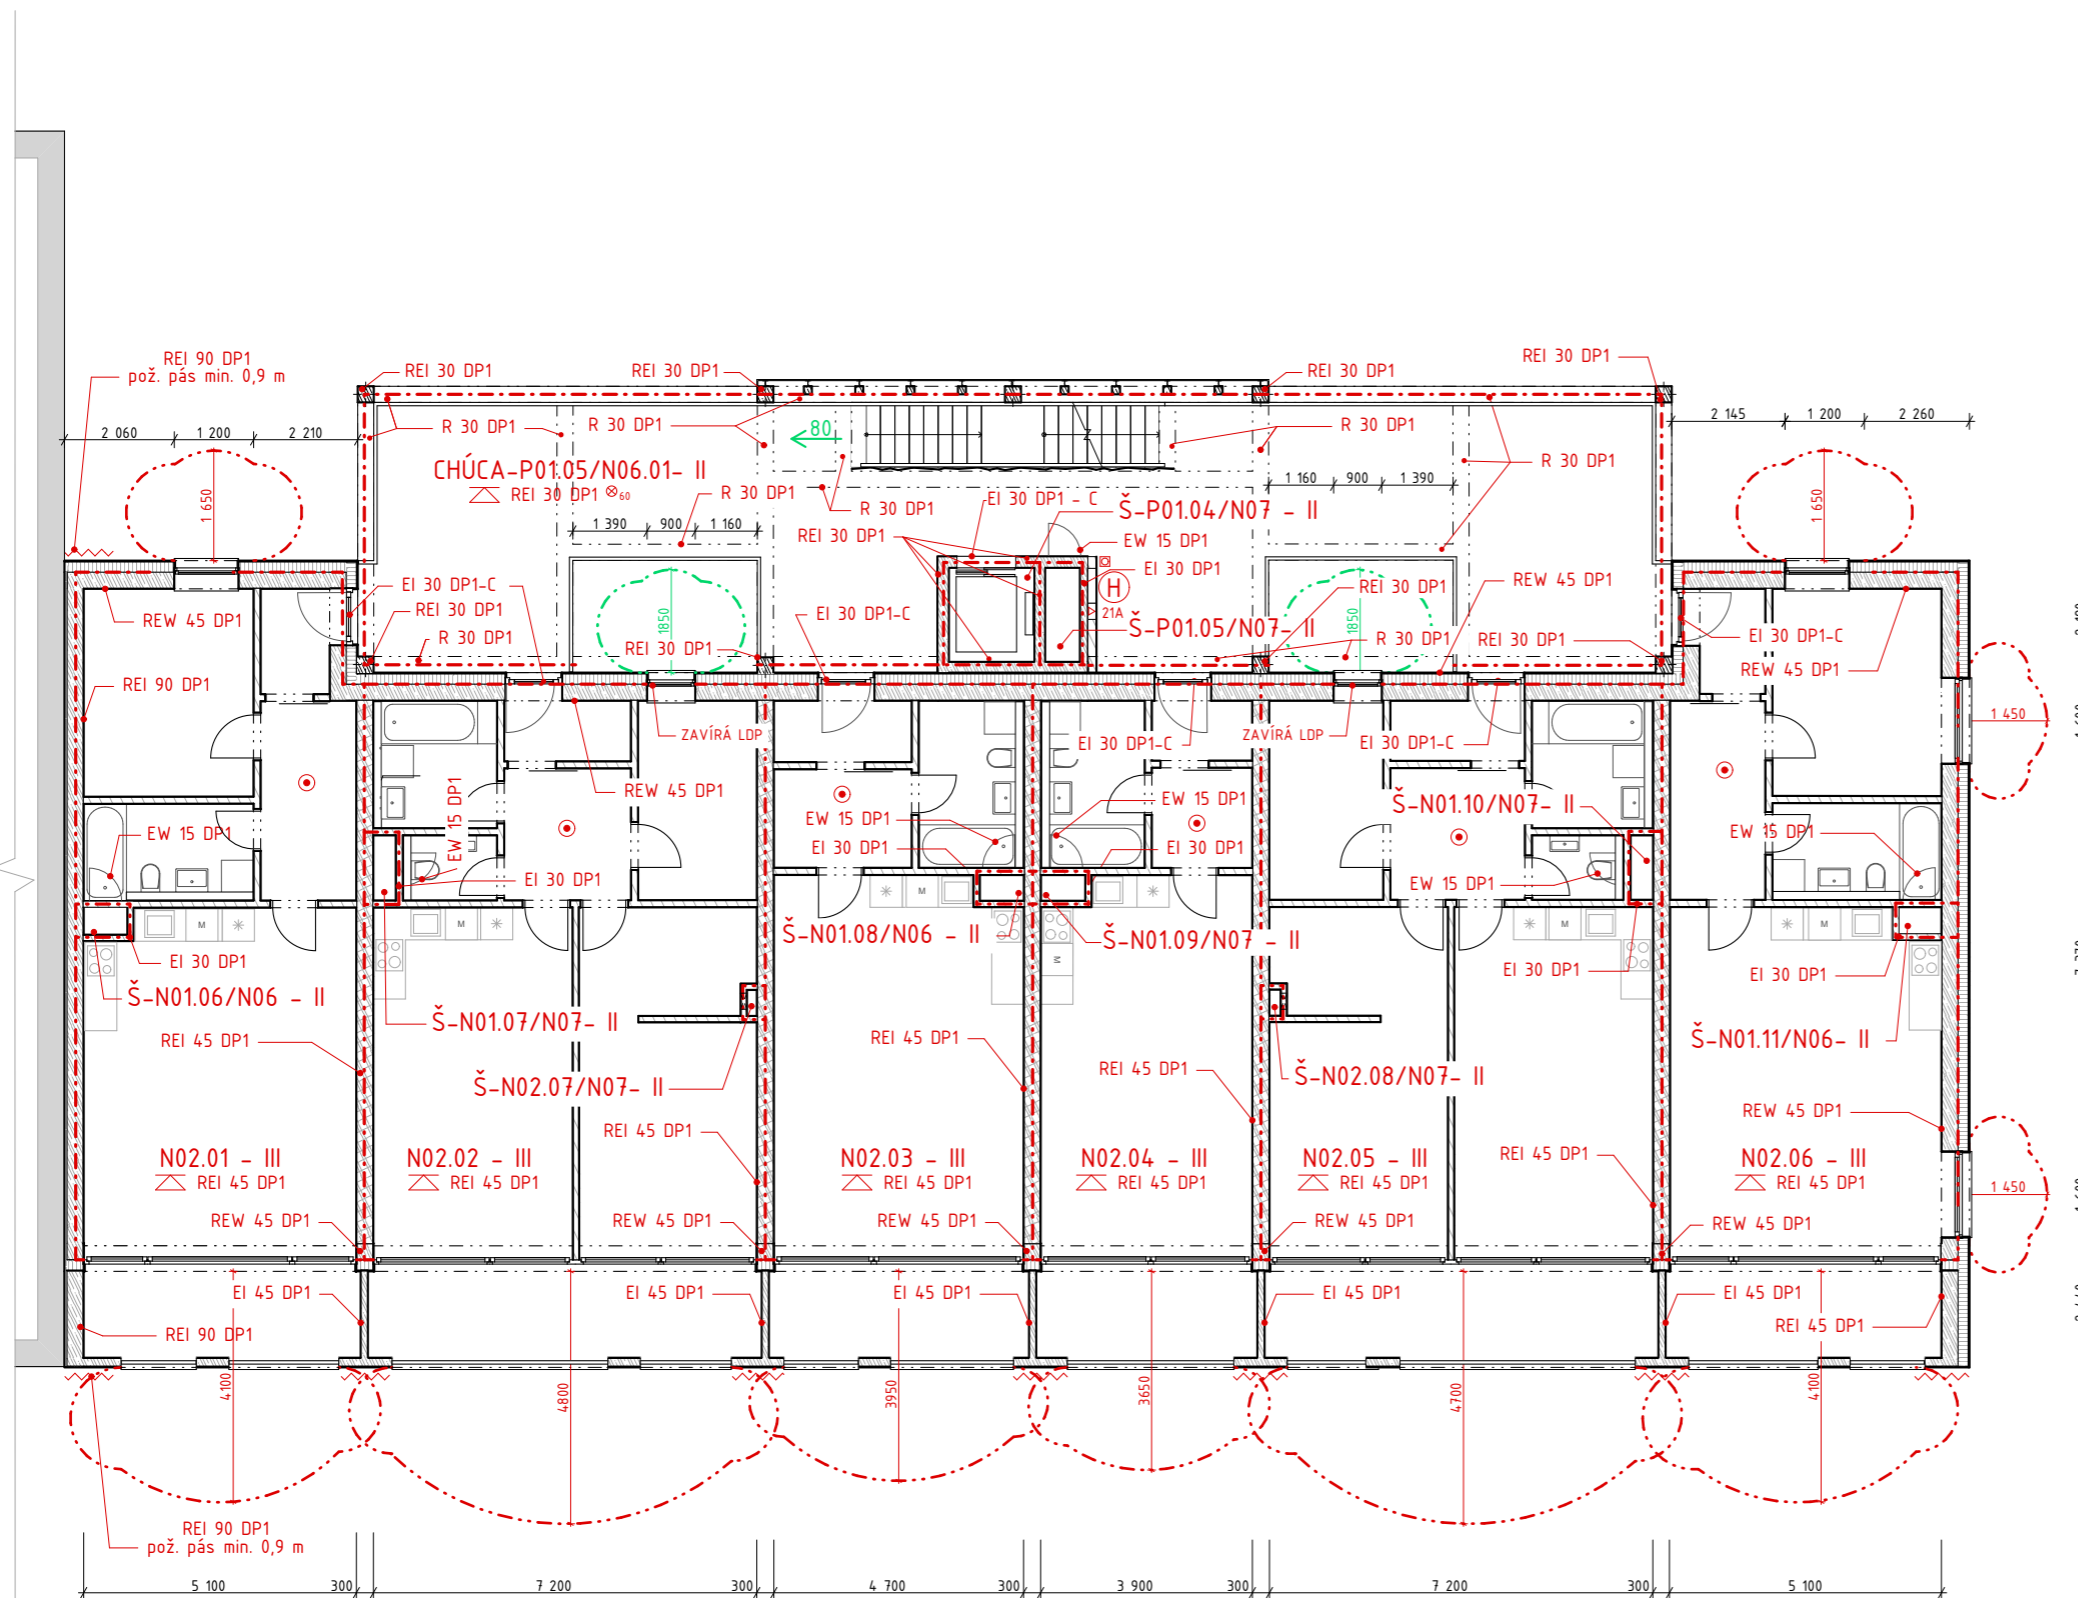 REI 30 DP1
REI 90 DP1
pož. pás min. 0,9 m
REI 30 DP1
REI 30 DP1
REI 30 DP1
2 060
1 200
2 210
R 30 DP1
R 30 DP1
80
R 30 DP1
2 145
1 200
2 260
CHÚCA-P01.05/N06.01- II
REI 30 DP1
60
R 30 DP1
R 30 DP1
1 160
900
1 390
1 650
1 650
EI 30 DP1 - C
Š-P01.04/N07 - II
R 30 DP1
1 390
900
1 160
REI 30 DP1
EW 15 DP1
EI 30 DP1
H
EI 30 DP1-C
REI 30 DP1
REW 45 DP1
REI 30 DP1
EI 30 DP1-C
21A
REW 45 DP1
1850
1850
Š-P01.05/N07- II
R 30 DP1
REI 30 DP1
REI 30 DP1
EI 30 DP1-C
R 30 DP1
REW 45 DP1
REI 90 DP1
1 450
ZAVÍRÁ LDP
EI 30 DP1-C
ZAVÍRÁ LDP
EI 30 DP1-C
REW 45 DP1
EW 15 DP1
EW 15 DP1
Š-N01.10/N07- II
EW 15 DP1
EW 15 DP1
EW 15 DP1
EI 30 DP1
EI 30 DP1
EI 30 DP1
EW 15 DP1
M
M
M
M
M
M
Š-N01.08/N06 - II
Š-N01.09/N07 - II
EI 30 DP1
EI 30 DP1
EI 30 DP1
Š-N01.06/N06 - II
Š-N01.07/N07- II
REI 45 DP1
REI 45 DP1
Š-N01.11/N06- II
REI 45 DP1
Š-N02.07/N07- II
Š-N02.08/N07- II
REI 45 DP1
REW 45 DP1
REI 45 DP1
N02.01 - III
REI 45 DP1
N02.02 - III
REI 45 DP1
N02.03 - III
REI 45 DP1
N02.04 - III
REI 45 DP1
N02.05 - III
REI 45 DP1
N02.06 - III
REI 45 DP1
1 450
REW 45 DP1
REW 45 DP1
REW 45 DP1
REW 45 DP1
REW 45 DP1
EI 45 DP1
EI 45 DP1
EI 45 DP1
EI 45 DP1
EI 45 DP1
REI 90 DP1
REI 45 DP1
4100
4800
3950
3650
4700
4100
REI 90 DP1
pož. pás min. 0,9 m
5 100
300
7 200
300
4 700
300
3 900
300
7 200
300
5 100